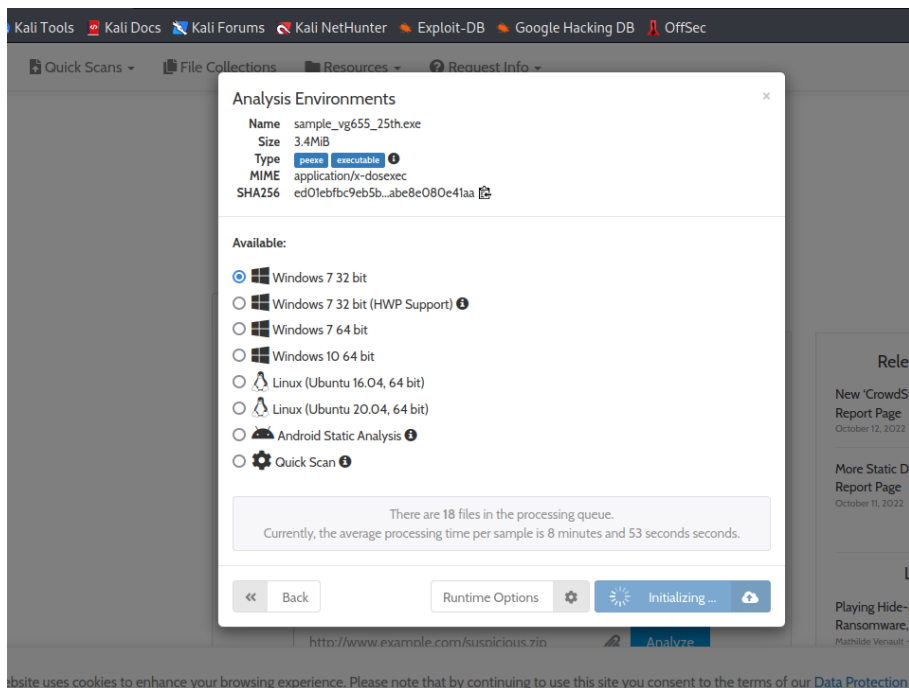 Kali Tools Kali Docs Kali Forums Kali NetHunter Exploit-DB Google Hacking DB OffSec
Quick Scans File Collections Resources Request Info
Analysis Environments ×
Name sample_vg655_25th.exe
Size 3.4MiB
Type peexe executable
MIME application/x-dosexec
SHA256 ed01ebfbc9eb5b...abe8e080e41aa
Available:
Windows 7 32 bit
Windows 7 32 bit (HWP Support)
Windows 7 64 bit
Windows 10 64 bit
Linux (Ubuntu 16.04, 64 bit)
Linux (Ubuntu 20.04, 64 bit)
Android Static Analysis
Quick Scan
There are 18 files in the processing queue.
Currently, the average processing time per sample is 8 minutes and 53 seconds seconds.
« Back Runtime Options Initializing ...
Rele
New 'CrowdS
Report Page
October 12, 2022
More Static D
Report Page
October 11, 2022
L
Playing Hide-
Ransomware,
Mathilde Venault -
http://www.example.com/suspicious.zip Analyze
ebsite uses cookies to enhance your browsing experience. Please note that by continuing to use this site you consent to the terms of our Data Protection